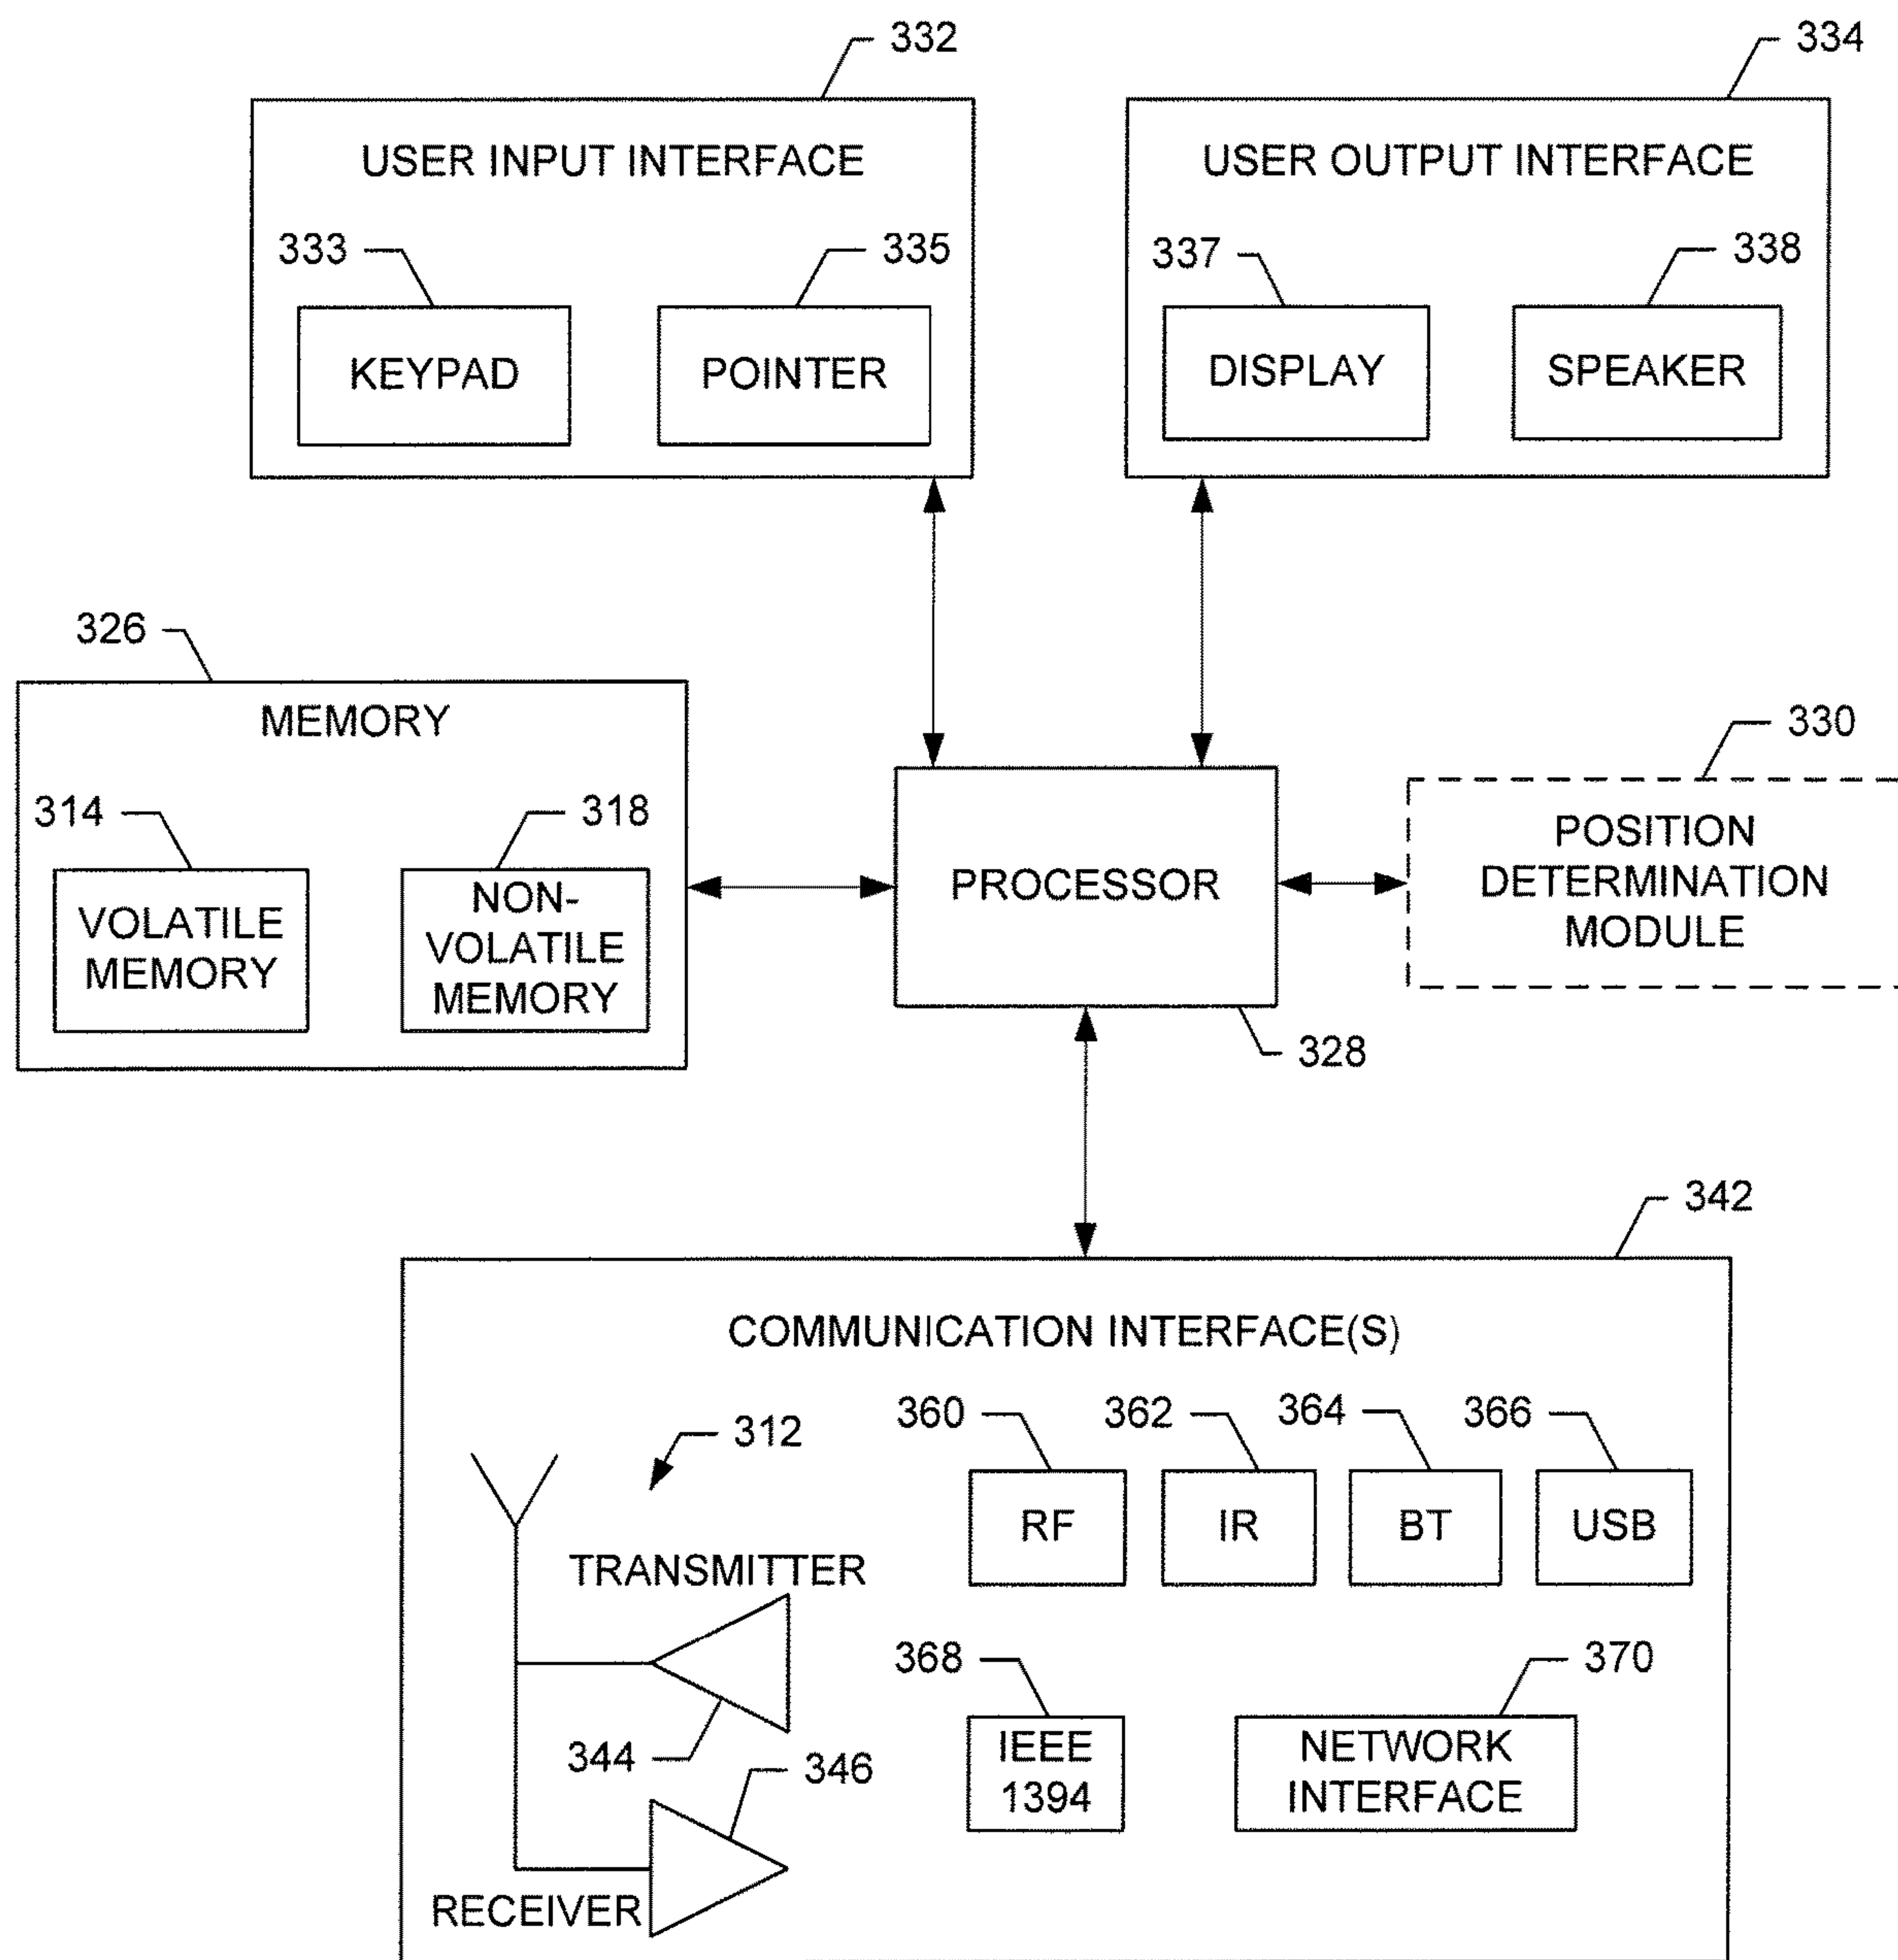 332
334
USER INPUT INTERFACE
USER OUTPUT INTERFACE
333
335
337
338
KEYPAD
POINTER
DISPLAY
SPEAKER
326
MEMORY
330
314
318
VOLATILE
MEMORY
NON-
VOLATILE
MEMORY
PROCESSOR
POSITION
DETERMINATION
MODULE
328
342
COMMUNICATION INTERFACE(S)
312
360
362
364
366
RF
IR
BT
USB
TRANSMITTER
344
346
368
370
IEEE
1394
NETWORK
INTERFACE
RECEIVER